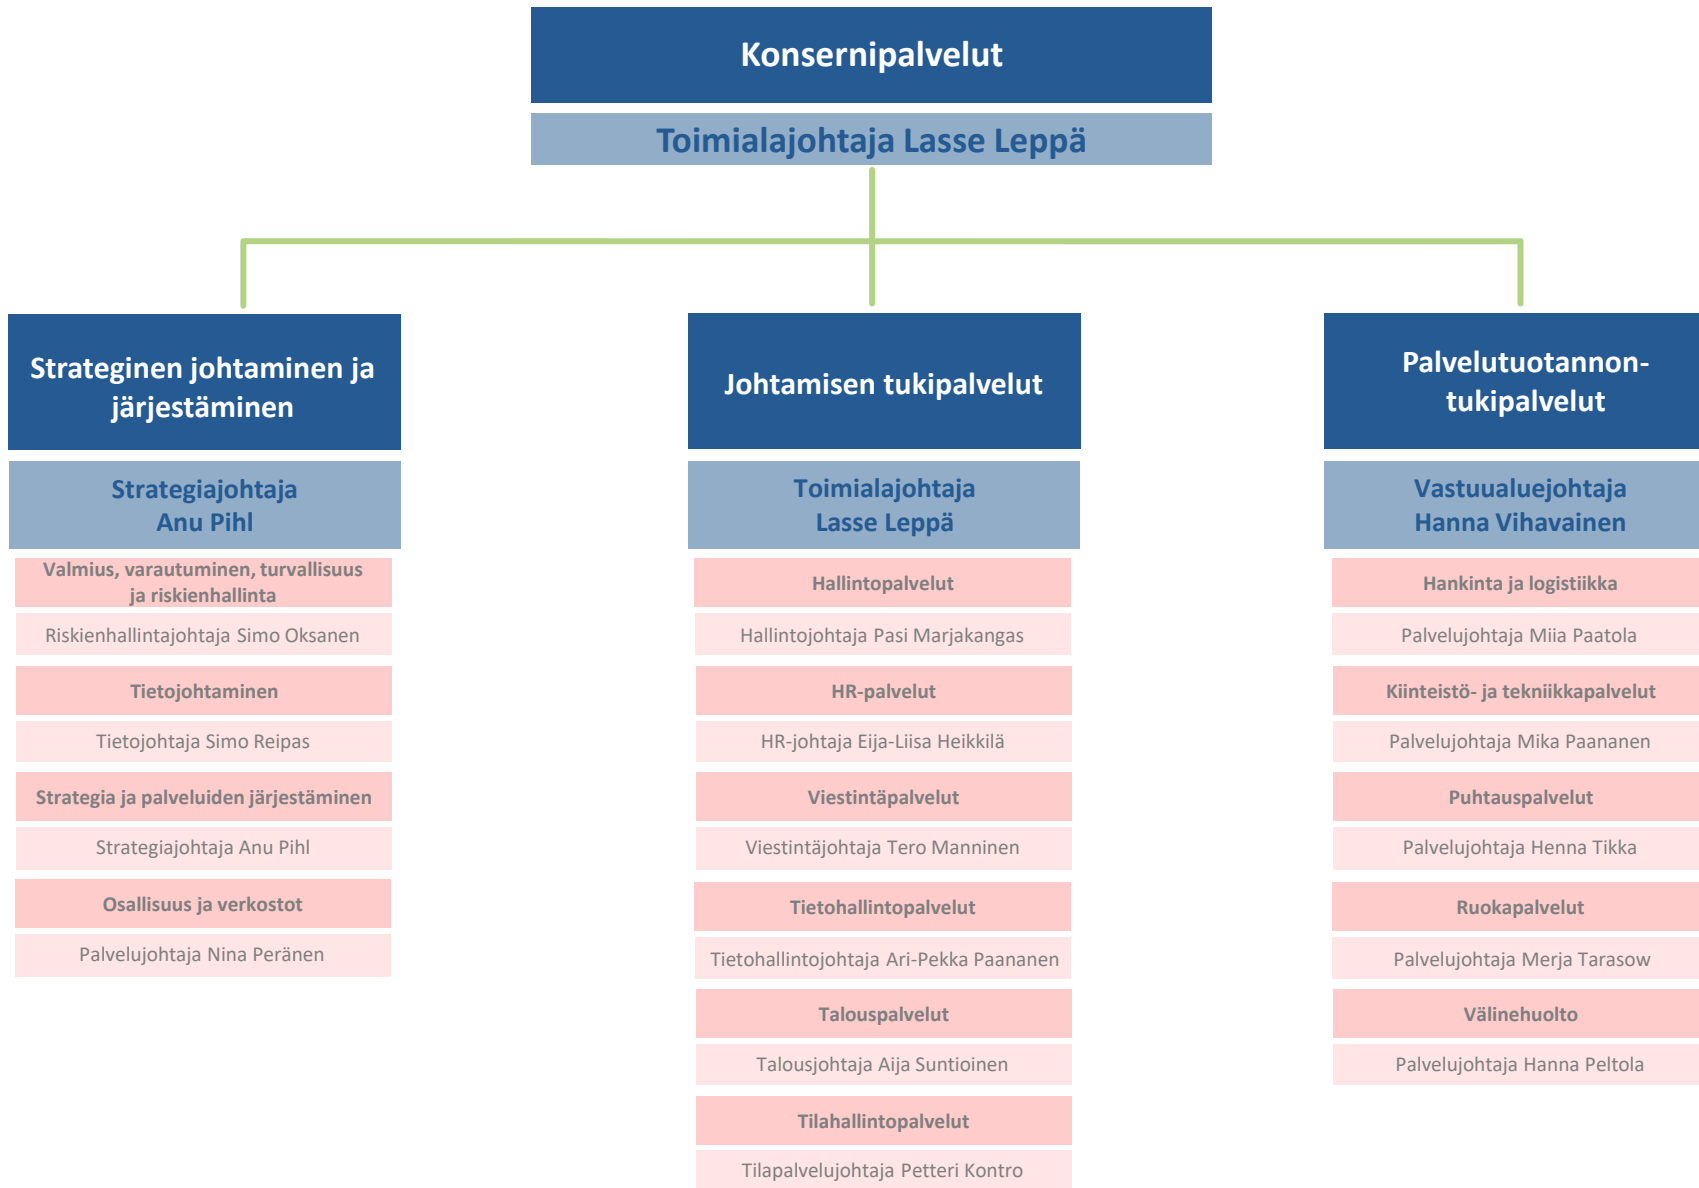 Konsernipalvelut
Toimialajohtaja Lasse Leppä
Strateginen johtaminen ja
järjestäminen
Strategiajohtaja
Anu Pihl
Valmius, varautuminen, turvallisuus
ja riskienhallinta
Riskienhallintajohtaja Simo Oksanen
Tietojohtaminen
Tietojohtaja Simo Reipas
Strategia ja palveluiden järjestäminen
Strategiajohtaja Anu Pihl
Osallisuus ja verkostot
Palvelujohtaja Nina Peränen
Johtamisen tukipalvelut
Toimialajohtaja
Lasse Leppä
Hallintopalvelut
Hallintojohtaja Pasi Marjakangas
HR-palvelut
HR-johtaja Eija-Liisa Heikkilä
Viestintäpalvelut
Viestintäjohtaja Tero Manninen
Tietohallintopalvelut
Tietohallintojohtaja Ari-Pekka Paananen
Talouspalvelut
Talousjohtaja Aija Suntioinen
Tilahallintopalvelut
Tilapalvelujohtaja Petteri Kontro
Palvelutuotannon-
tukipalvelut
Vastuualuejohtaja
Hanna Vihavainen
Hankinta ja logistiikka
Palvelujohtaja Miia Paatola
Kiinteistö- ja tekniikkapalvelut
Palvelujohtaja Mika Paananen
Puhtauspalvelut
Palvelujohtaja Henna Tikka
Ruokapalvelut
Palvelujohtaja Merja Tarasow
Välinehuolto
Palvelujohtaja Hanna Peltola